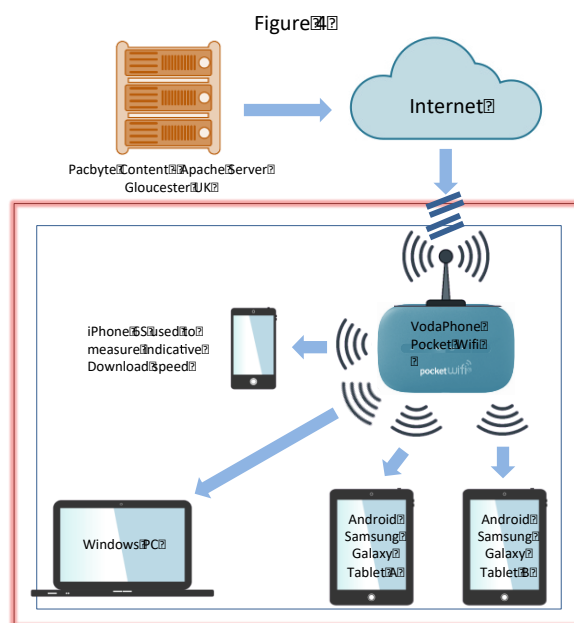 Figure 4
Internet
Pacbyte Content - Apache Server
Gloucester UK
VodaPhone
Pocket Wifi
pocket wifi
iPhone 6S used to
measure indicative
Download speed
Windows PC
Android
Samsung
Galaxy
Tablet A
Android
Samsung
Galaxy
Tablet B